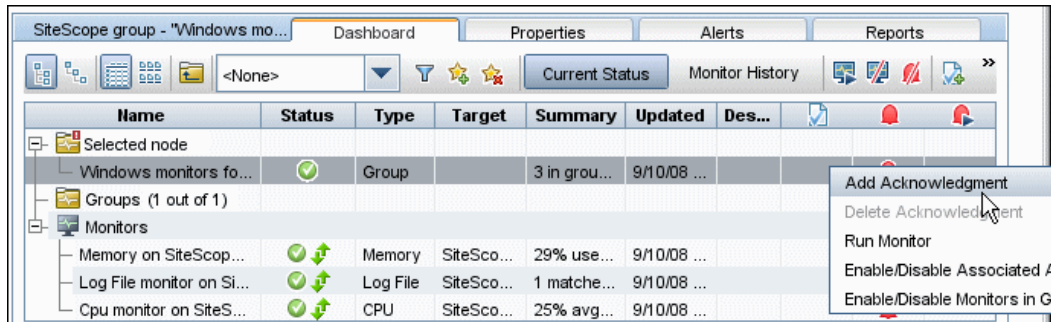 SiteScope group - "Windows mo... Dashboard Properties Alerts Reports
<None> Current Status Monitor History »
Name Status Type Target Summary Updated Des...
Selected node
Windows monitors fo... Group 3 in grou... 9/10/08 ...
Add Acknowledgment
Groups (1 out of 1)
Delete Acknowledgment
Monitors
Run Monitor
Memory on SiteScop... Memory SiteSco... 29% use... 9/10/08 ...
Enable/Disable Associated A
Log File monitor on Si... Log File SiteSco... 1 matche... 9/10/08 ...
Enable/Disable Monitors in G
Cpu monitor on SiteS... CPU SiteSco... 25% avg... 9/10/08 ...